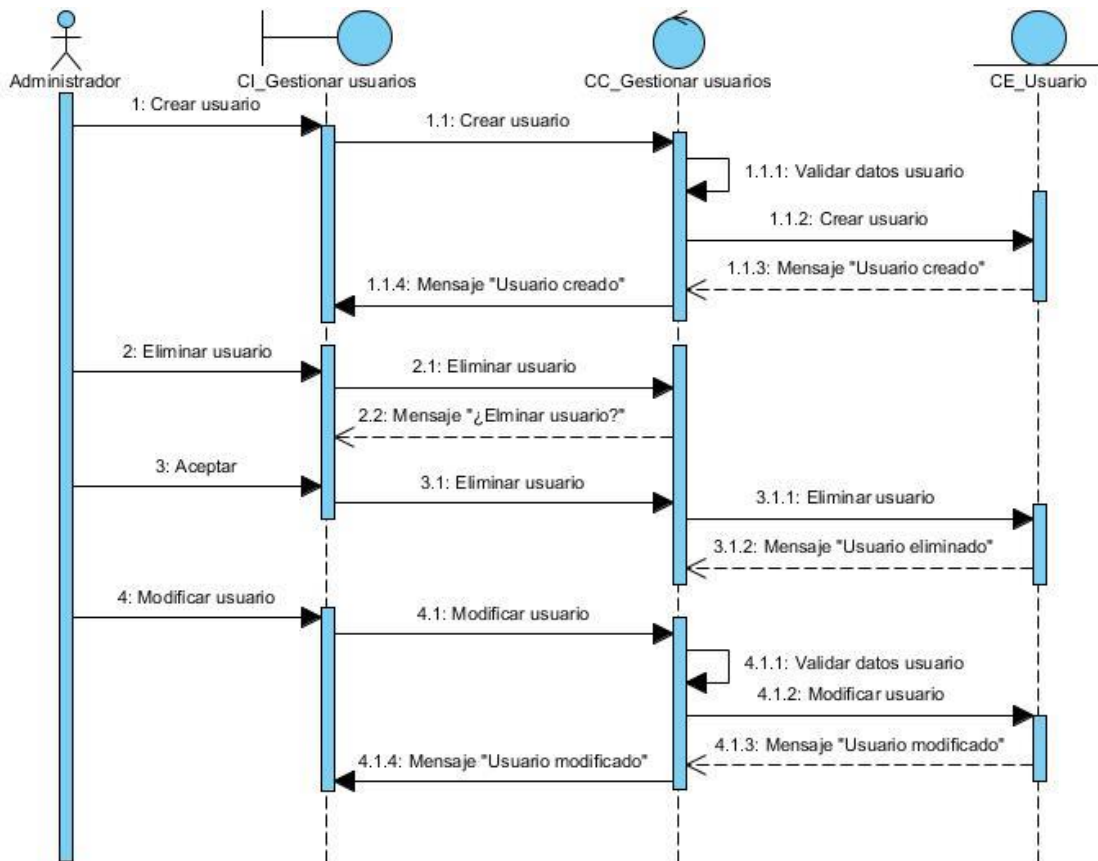 Administrador
CI_Gestionar usuarios
CC_Gestionar usuarios
CE_Usuario
1: Crear usuario
1.1: Crear usuario
1.1.1: Validar datos usuario
1.1.2: Crear usuario
1.1.3: Mensaje "Usuario creado"
1.1.4: Mensaje "Usuario creado"
2: Eliminar usuario
2.1: Eliminar usuario
2.2: Mensaje "¿Elminar usuario?"
3: Aceptar
3.1: Eliminar usuario
3.1.1: Eliminar usuario
3.1.2: Mensaje "Usuario eliminado"
4: Modificar usuario
4.1: Modificar usuario
4.1.1: Validar datos usuario
4.1.2: Modificar usuario
4.1.3: Mensaje "Usuario modificado"
4.1.4: Mensaje "Usuario modificado"